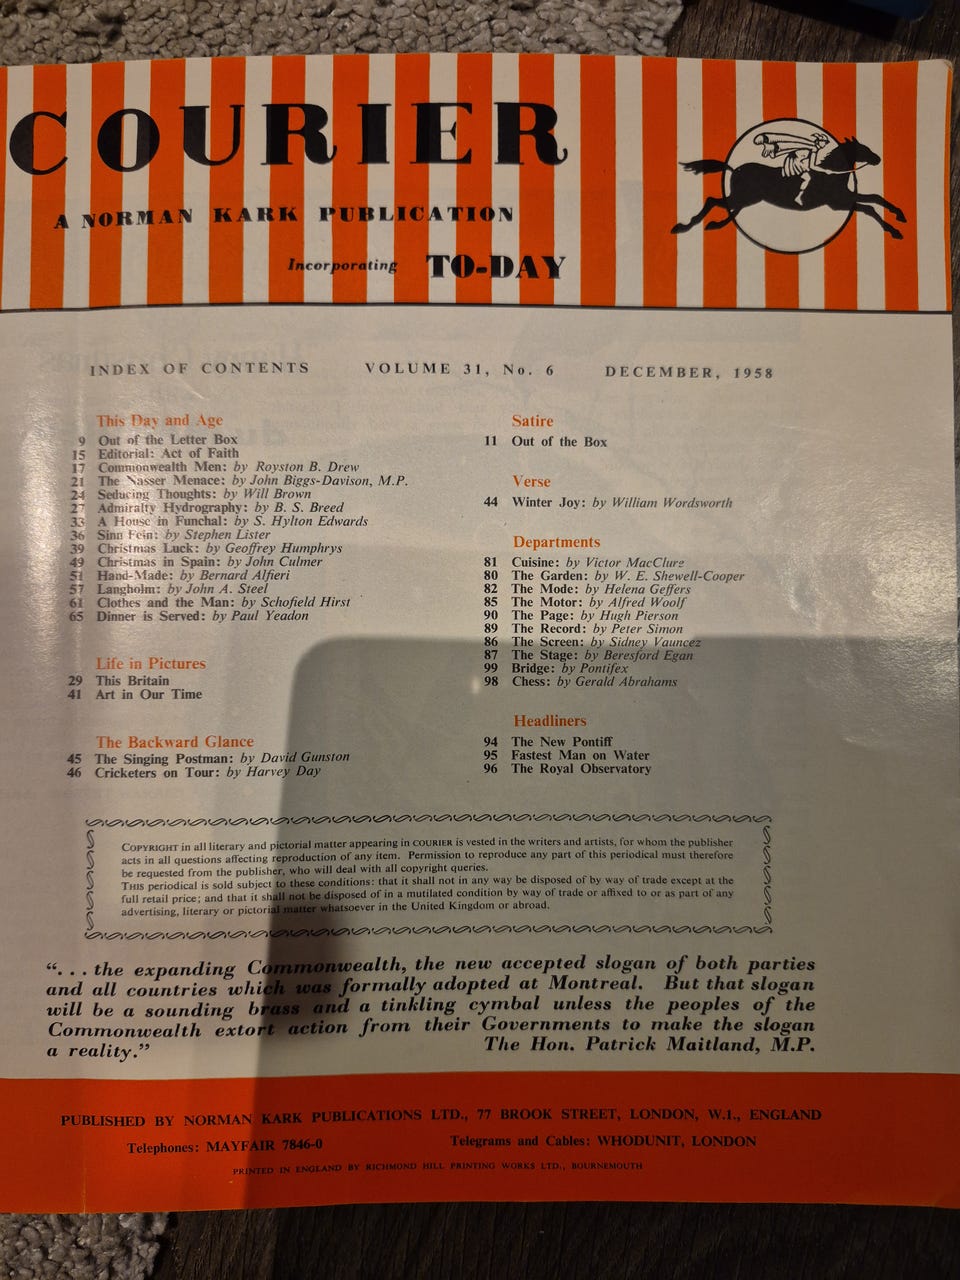 COURIER
A NORMAN KARK PUBLICATION
Incorporating TO-DAY
INDEX OF CONTENTS VOLUME 31, No. 6 DECEMBER, 1958
This Day and Age
9 Out of the Letter Box
15 Editorial: Act of Faith
17 Commonwealth Men: by Royston B. Drew
21 The Nasser Menace: by John Biggs-Davison, M.P.
24 Seducing Thoughts: by Will Brown
27 Admiralty Hydrography: by B. S. Breed
33 A House in Funchal: by S. Hylton Edwards
36 Sinn Fein: by Stephen Lister
39 Christmas Luck: by Geoffrey Humphrys
49 Christmas in Spain: by John Culmer
51 Hand-Made: by Bernard Alfieri
57 Langholm: by John A. Steel
61 Clothes and the Man: by Schofield Hirst
65 Dinner is Served: by Paul Yeadon
Life in Pictures
29 This Britain
41 Art in Our Time
The Backward Glance
45 The Singing Postman: by David Gunston
46 Cricketers on Tour: by Harvey Day
Satire
11 Out of the Box
Verse
44 Winter Joy: by William Wordsworth
Departments
81 Cuisine: by Victor MacClure
80 The Garden: by W. E. Shewell-Cooper
82 The Mode: by Helena Geffers
85 The Motor: by Alfred Woolf
90 The Page: by Hugh Pierson
89 The Record: by Peter Simon
86 The Screen: by Sidney Vauncez
87 The Stage: by Beresford Egan
99 Bridge: by Pontifex
98 Chess: by Gerald Abrahams
Headliners
94 The New Pontiff
95 Fastest Man on Water
96 The Royal Observatory
COPYRIGHT in all literary and pictorial matter appearing in COURIER is vested in the writers and artists, for whom the publisher
acts in all questions affecting reproduction of any item. Permission to reproduce any part of this periodical must therefore
be requested from the publisher, who will deal with all copyright queries.
THIS periodical is sold subject to these conditions: that it shall not in any way be disposed of by way of trade except at the
full retail price; and that it shall not be disposed of in a mutilated condition by way of trade or affixed to or as part of any
advertising, literary or pictorial matter whatsoever in the United Kingdom or abroad.
“. . . the expanding Commonwealth, the new accepted slogan of both parties
and all countries which was formally adopted at Montreal. But that slogan
will be a sounding brass and a tinkling cymbal unless the peoples of the
Commonwealth extort action from their Governments to make the slogan
a reality.” The Hon. Patrick Maitland, M.P.
PUBLISHED BY NORMAN KARK PUBLICATIONS LTD., 77 BROOK STREET, LONDON, W.1., ENGLAND
Telephones: MAYFAIR 7846-0 Telegrams and Cables: WHODUNIT, LONDON
PRINTED IN ENGLAND BY RICHMOND HILL PRINTING WORKS LTD., BOURNEMOUTH